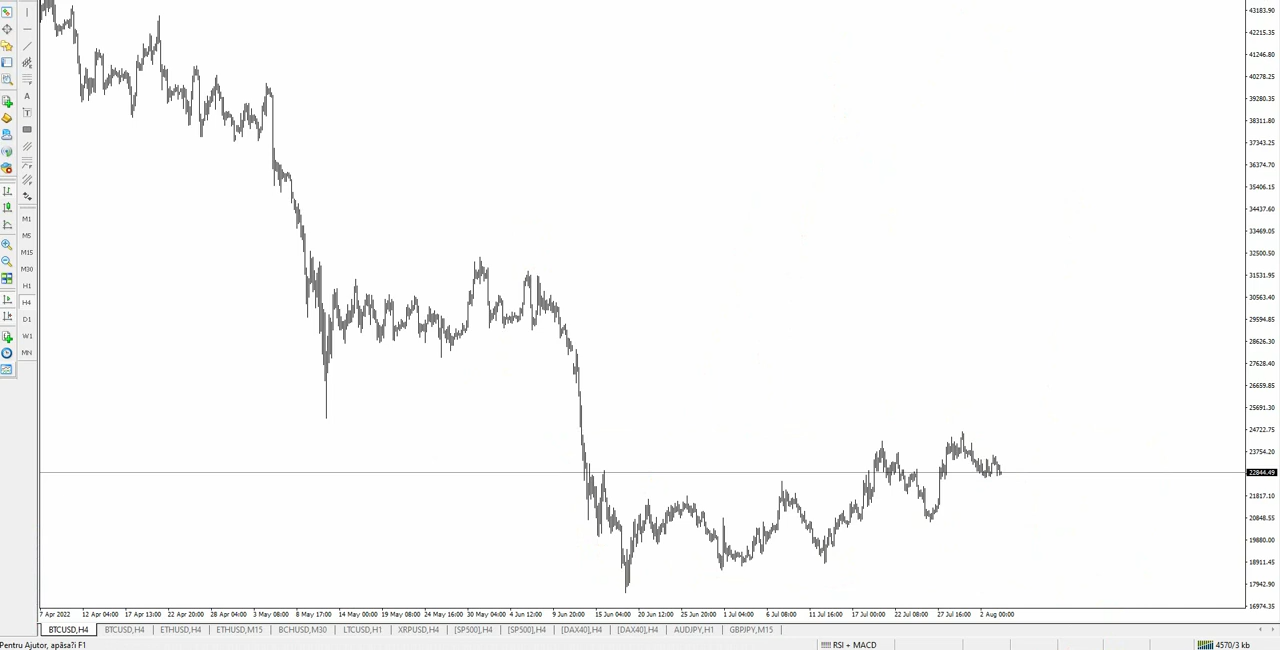 43183.90
42215.35
41246.80
40278.25
39280.35
38311.80
37343.25
36374.70
35406.15
34437.60
33469.05
32500.50
31531.95
30563.40
29594.85
28626.30
27628.40
26659.85
25691.30
24722.75
23754.20
22844.49
21817.10
20848.55
19880.00
18911.45
17942.90
16974.35
A
T
M1
M5
M15
M30
H1
H4
D1
W1
MN
7 Apr 2022 12 Apr 04:00 17 Apr 13:00 22 Apr 20:00 28 Apr 04:00 3 May 08:00 8 May 17:00 14 May 00:00 19 May 08:00 24 May 16:00 30 May 04:00 4 Jun 12:00 9 Jun 20:00 15 Jun 04:00 20 Jun 12:00 25 Jun 20:00 1 Jul 04:00 6 Jul 08:00 11 Jul 16:00 17 Jul 00:00 22 Jul 08:00 27 Jul 16:00 2 Aug 00:00
BTCUSD,H4 BTCUSD,H4 ETHUSD,H4 ETHUSD,M15 BCHUSD,M30 LTCUSD,H1 XRPUSD,H4 [SP500],H4 [SP500],H4 [DAX40],H4 [DAX40],H4 AUDJPY,H1 GBPJPY,M15
Pentru Ajutor, apăsa?i F1 RSI + MACD 4570/3 kb